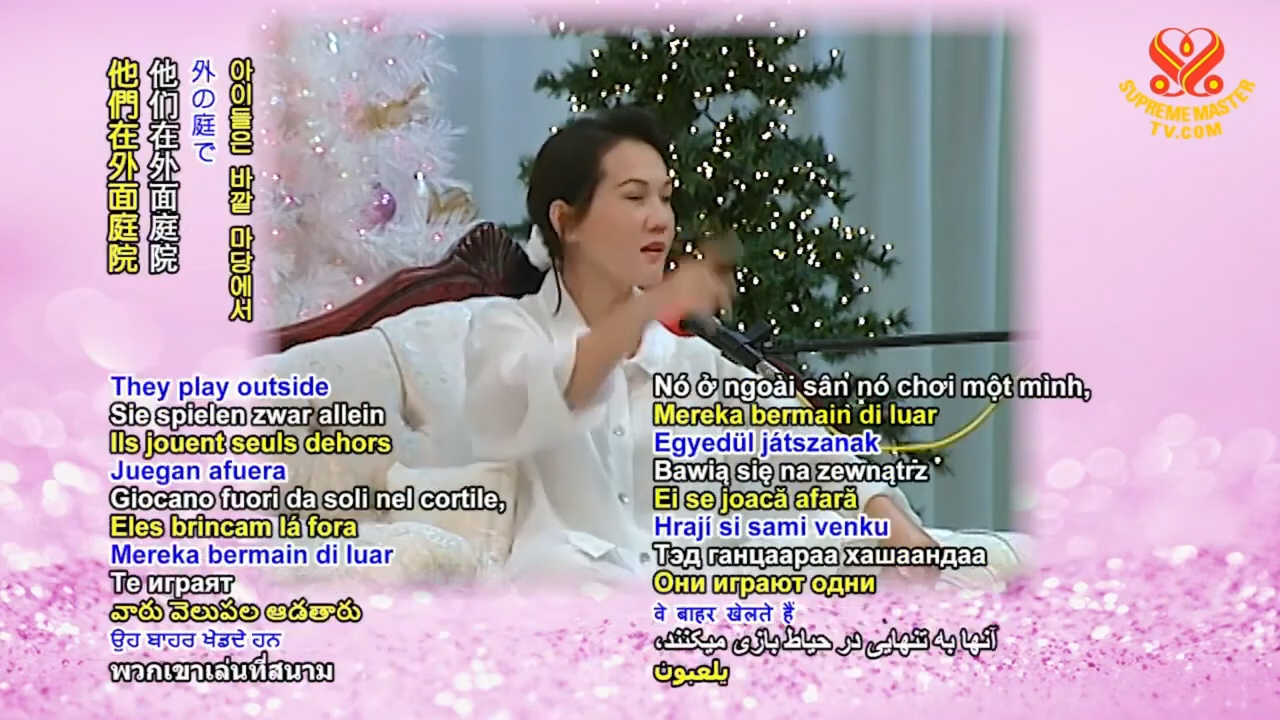 他們在外面庭院
他们在外面庭院
外の庭で
아이들은 바깥 마당에서
SUPREME MASTER
TV.COM
They play outside
Sie spielen zwar allein
Ils jouent seuls dehors
Juegan afuera
Giocano fuori da soli nel cortile,
Eles brincam lá fora
Mereka bermain di luar
Те играят
వారు వెలుపల ఆడతారు
ਉਹ ਬਾਹਰ ਖੇਡਦੇ ਹਨ
พวกเขาเล่นที่สนาม
Nó ở ngoài sân nó chơi một mình,
Mereka bermain di luar
Egyedül játszanak
Bawią się na zewnątrz
Ei se joacă afară
Hrají si sami venku
Тэд ганцаараа хашаандаа
Они играют одни
वे बाहर खेलते हैं
آنها به تنهایی در حیاط بازی میکنند،
يلعبون